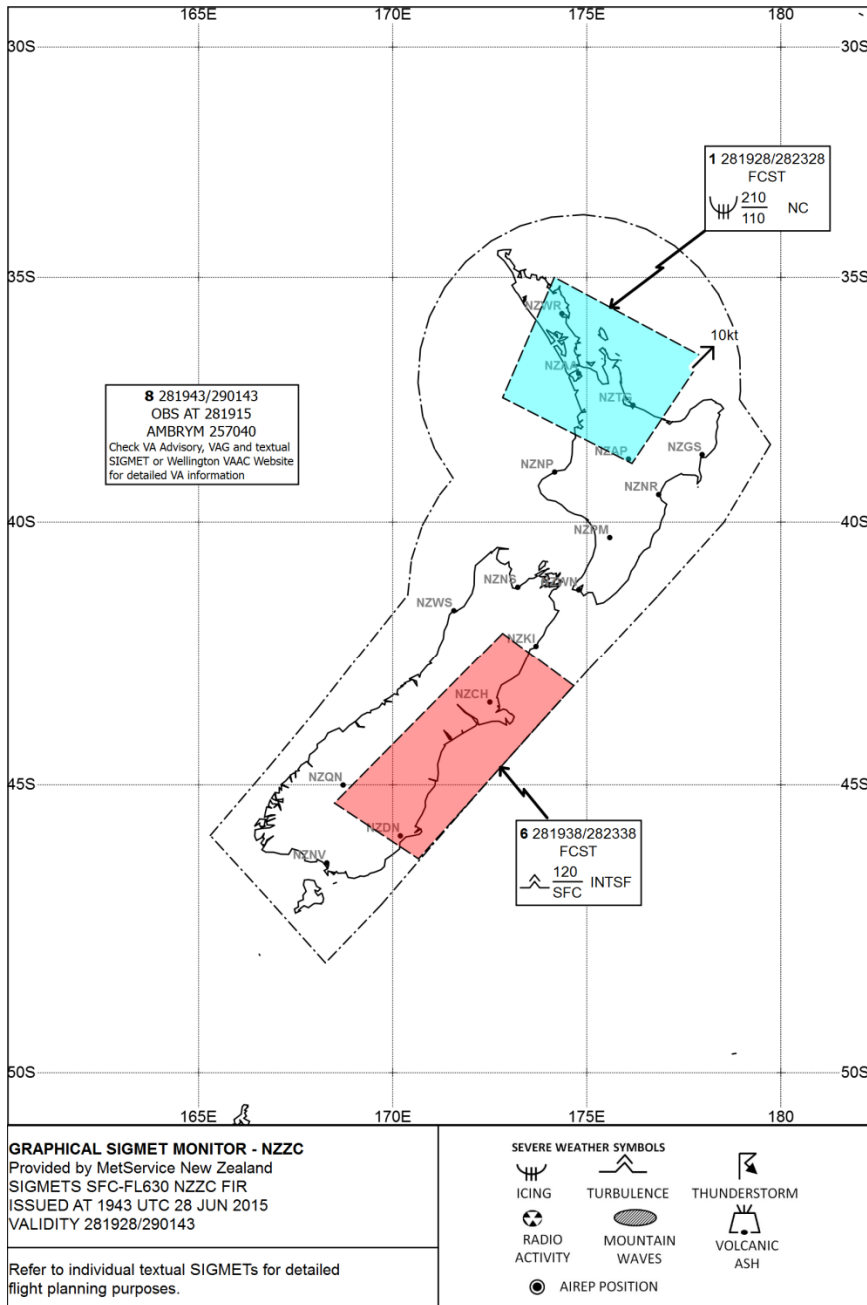 165E 170E 175E 180
30S 30S
1 281928/282328
FCST
210
110 NC
35S 35S
NZWR
10kt
NZAA
NZTG
8 281943/290143
OBS AT 281915
AMBRYM 257040
Check VA Advisory, VAG and textual
SIGMET or Wellington VAAC Website
for detailed VA information
NZAP NZGS
NZNP
NZNR
40S 40S
NZPM
NZNS NZWN
NZWS
NZKI
NZCH
NZQN
45S 45S
NZDN
6 281938/282338
FCST
120
SFC INTSF
NZNV
50S 50S
165E 170E 175E 180
GRAPHICAL SIGMET MONITOR - NZZC
Provided by MetService New Zealand
SIGMETS SFC-FL630 NZZC FIR
ISSUED AT 1943 UTC 28 JUN 2015
VALIDITY 281928/290143
Refer to individual textual SIGMETs for detailed
flight planning purposes.
SEVERE WEATHER SYMBOLS
ICING TURBULENCE THUNDERSTORM
RADIO
ACTIVITY
MOUNTAIN
WAVES
VOLCANIC
ASH
AIREP POSITION